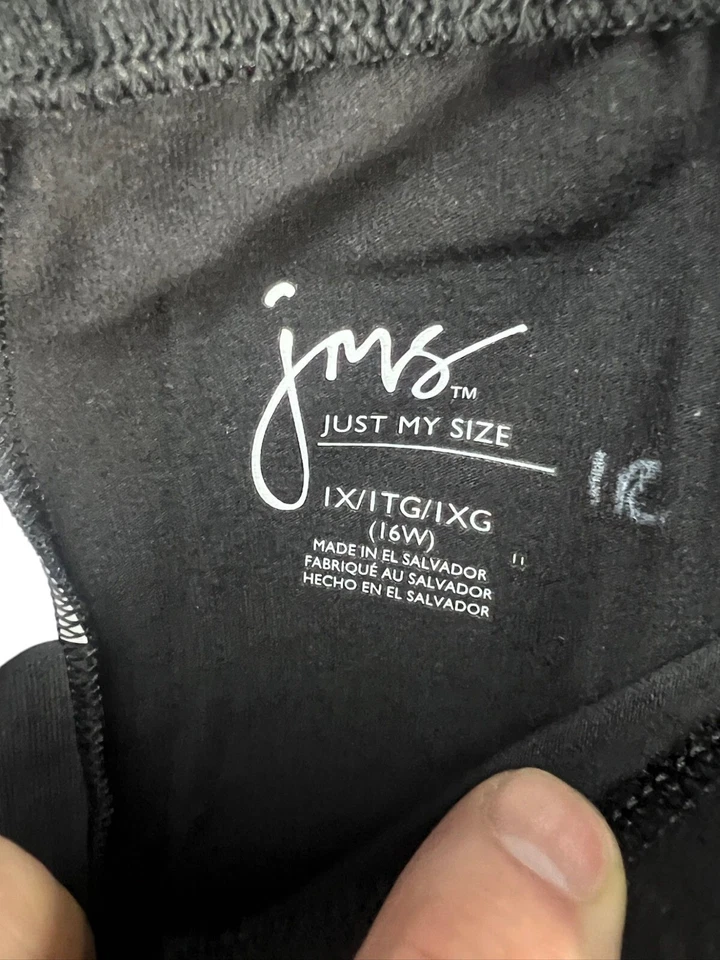 jms™
JUST MY SIZE
1X/1TG/1XG
(16W)
MADE IN EL SALVADOR
FABRIQUÉ AU SALVADOR
HECHO EN EL SALVADOR
11